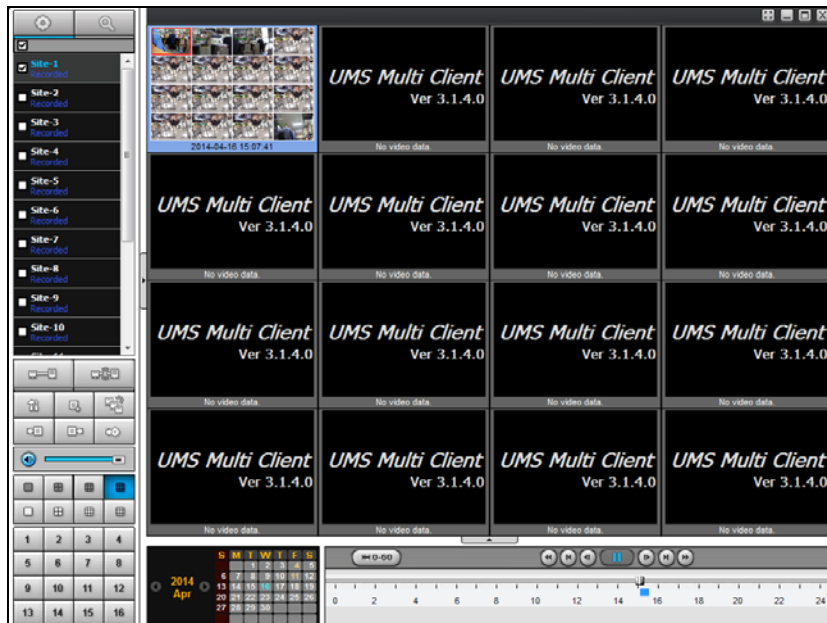 Site-1
Recorded
Site-2
Recorded
Site-3
Recorded
Site-4
Recorded
Site-5
Recorded
Site-6
Recorded
Site-7
Recorded
Site-8
Recorded
Site-9
Recorded
Site-10
Recorded
1 2 3 4
5 6 7 8
9 10 11 12
13 14 15 16
2014-04-16 15:07:41
UMS Multi Client
Ver 3.1.4.0
No video data.
UMS Multi Client
Ver 3.1.4.0
No video data.
UMS Multi Client
Ver 3.1.4.0
No video data.
UMS Multi Client
Ver 3.1.4.0
No video data.
UMS Multi Client
Ver 3.1.4.0
No video data.
UMS Multi Client
Ver 3.1.4.0
No video data.
UMS Multi Client
Ver 3.1.4.0
No video data.
UMS Multi Client
Ver 3.1.4.0
No video data.
UMS Multi Client
Ver 3.1.4.0
No video data.
UMS Multi Client
Ver 3.1.4.0
No video data.
UMS Multi Client
Ver 3.1.4.0
No video data.
UMS Multi Client
Ver 3.1.4.0
No video data.
UMS Multi Client
Ver 3.1.4.0
No video data.
UMS Multi Client
Ver 3.1.4.0
No video data.
UMS Multi Client
Ver 3.1.4.0
No video data.
2014
Apr
S M T W T F S
1 2 3 4 5
6 7 8 9 10 11 12
13 14 15 16 17 18 19
20 21 22 23 24 25 26
27 28 29 30
0-60
0 2 4 6 8 10 12 14 16 18 20 22 24